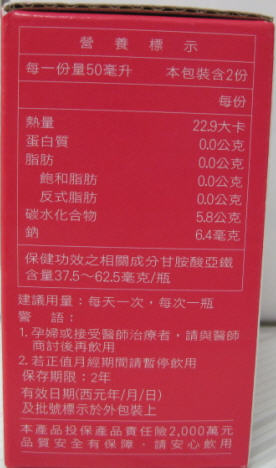 營養標示
每一份量50毫升 本包裝含2份
每份
熱量 22.9大卡
蛋白質 0.0公克
脂肪 0.0公克
飽和脂肪 0.0公克
反式脂肪 0.0公克
碳水化合物 5.8公克
鈉 6.4毫克
保健功效之相關成分甘胺酸亞鐵
含量37.5～62.5毫克/瓶
建議用量：每天一次，每次一瓶
警 語：
1. 孕婦或接受醫師治療者，請與醫師
商討後再飲用
2. 若正值月經期間請暫停飲用
保存期限：2年
有效日期(西元年/月/日)
及批號標示於外包裝上
本產品投保產品責任險2,000萬元
品質安全有保障，請安心飲用